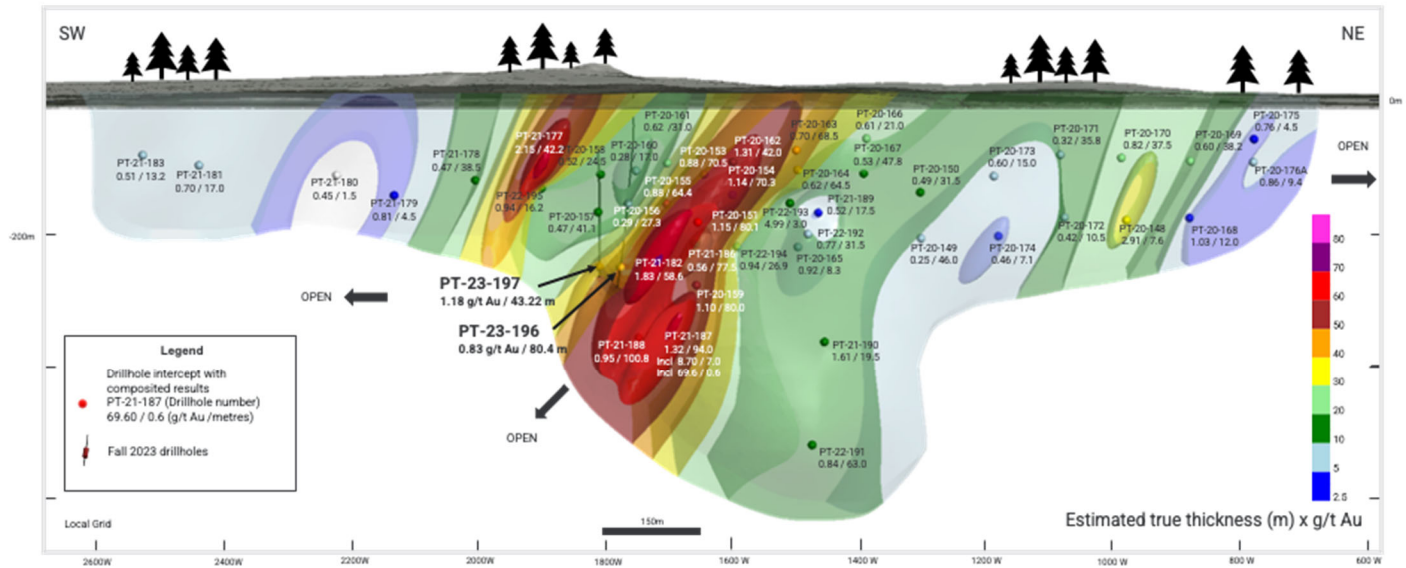 SW
NE
0m
-200m
OPEN
OPEN
OPEN
PT-21-183
0.51 / 13.2
PT-21-181
0.70 / 17.0
PT-21-180
0.45 / 1.5
PT-21-179
0.81 / 4.5
PT-21-178
0.47 / 38.5
PT-21-177
2.15 / 42.2
PT-22-195
0.94 / 16.2
PT-20-158
0.52 / 24.5
PT-20-157
0.47 / 41.1
PT-20-160
0.28 / 17.0
PT-20-161
0.62 / 31.0
PT-20-156
0.29 / 27.3
PT-20-155
0.88 / 64.4
PT-20-153
0.88 / 70.5
PT-20-162
1.31 / 42.0
PT-20-154
1.14 / 70.3
PT-20-151
1.15 / 80.1
PT-21-182
1.83 / 58.6
PT-21-186
0.56 / 77.5
PT-20-159
1.10 / 80.0
PT-21-187
1.32 / 94.0
Incl 8.70 / 7.0
Incl 69.6 / 0.6
PT-21-188
0.95 / 100.8
PT-23-197
1.18 g/t Au / 43.22 m
PT-23-196
0.83 g/t Au / 80.4 m
PT-20-163
0.70 / 68.5
PT-20-164
0.62 / 64.5
PT-20-166
0.61 / 21.0
PT-20-167
0.53 / 47.8
PT-21-189
0.52 / 17.5
PT-22-193
4.99 / 3.0
PT-22-192
0.77 / 31.5
PT-22-194
0.94 / 26.9
PT-20-165
0.92 / 8.3
PT-21-190
1.61 / 19.5
PT-22-191
0.84 / 63.0
PT-20-150
0.49 / 31.5
PT-20-149
0.25 / 46.0
PT-20-173
0.60 / 15.0
PT-20-174
0.46 / 7.1
PT-20-171
0.32 / 35.8
PT-20-172
0.42 / 10.5
PT-20-170
0.82 / 37.5
PT-20-148
2.91 / 7.6
PT-20-169
0.60 / 38.2
PT-20-168
1.03 / 12.0
PT-20-175
0.76 / 4.5
PT-20-176A
0.86 / 9.4
Legend
Drillhole intercept with
composited results
PT-21-187 (Drillhole number)
69.60 / 0.6 (g/t Au /metres)
Fall 2023 drillholes
80
70
60
50
40
30
20
10
5
2.5
Estimated true thickness (m) x g/t Au
Local Grid
150m
2600W
2400W
2200W
2000W
1800W
1600W
1400W
1200W
1000W
800 W
600 W